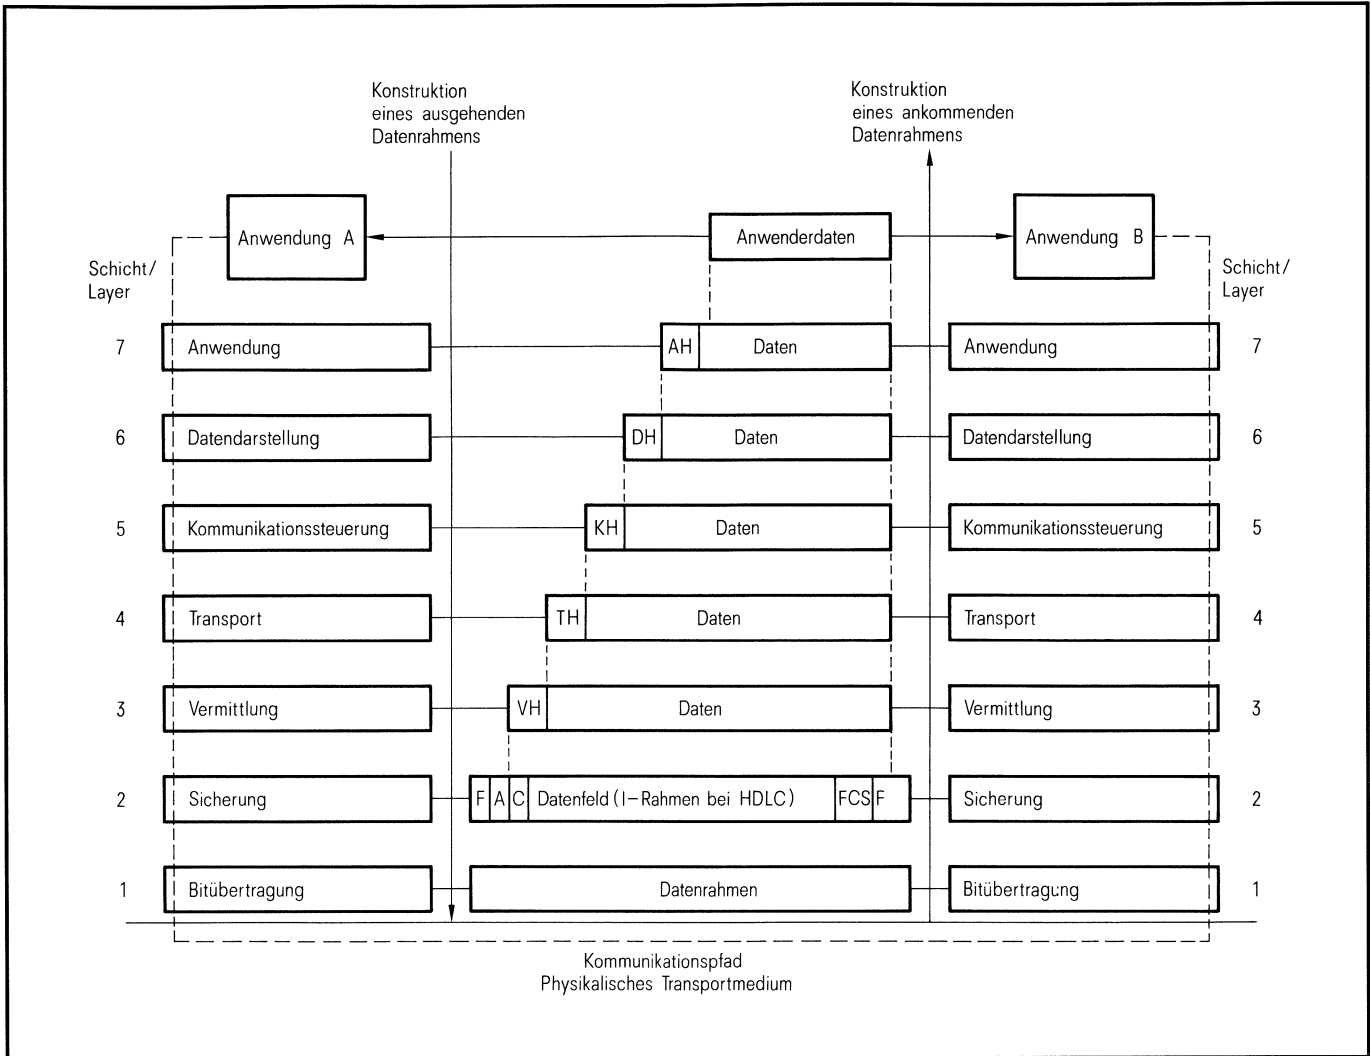 Konstruktion
eines ausgehenden
Datenrahmens
Konstruktion
eines ankommenden
Datenrahmens
Anwendung A
Anwenderdaten
Anwendung B
Schicht/
Layer
Schicht/
Layer
7 Anwendung AH Daten Anwendung 7
6 Datendarstellung DH Daten Datendarstellung 6
5 Kommunikationssteuerung KH Daten Kommunikationssteuerung 5
4 Transport TH Daten Transport 4
3 Vermittlung VH Daten Vermittlung 3
2 Sicherung F A C Datenfeld (I-Rahmen bei HDLC) FCS F Sicherung 2
1 Bitübertragung Datenrahmen Bitübertragung 1
Kommunikationspfad
Physikalisches Transportmedium